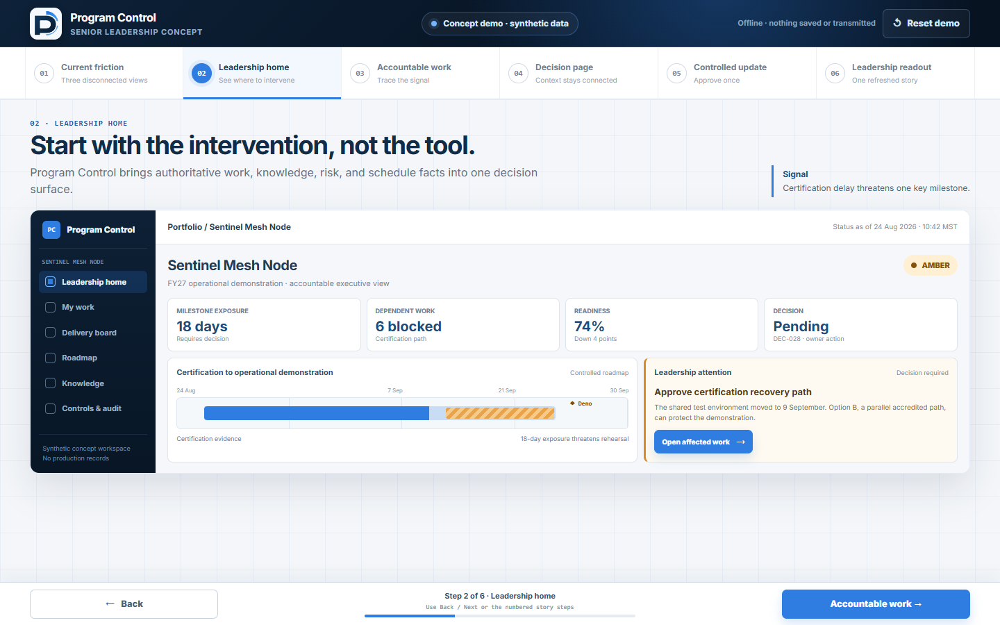 Program Control
SENIOR LEADERSHIP CONCEPT
Concept demo · synthetic data
Offline · nothing saved or transmitted
Reset demo
01
Current friction
Three disconnected views
02
Leadership home
See where to intervene
03
Accountable work
Trace the signal
04
Decision page
Context stays connected
05
Controlled update
Approve once
06
Leadership readout
One refreshed story
02 · LEADERSHIP HOME
Start with the intervention, not the tool.
Program Control brings authoritative work, knowledge, risk, and schedule facts into one decision
surface.
Signal
Certification delay threatens one key milestone.
PC
Program Control
SENTINEL MESH NODE
Leadership home
My work
Delivery board
Roadmap
Knowledge
Controls & audit
Synthetic concept workspace
No production records
Portfolio / Sentinel Mesh Node
Status as of 24 Aug 2026 · 10:42 MST
Sentinel Mesh Node
FY27 operational demonstration · accountable executive view
AMBER
MILESTONE EXPOSURE
18 days
Requires decision
DEPENDENT WORK
6 blocked
Certification path
READINESS
74%
Down 4 points
DECISION
Pending
DEC-028 · owner action
Certification to operational demonstration
Controlled roadmap
24 Aug
7 Sep
21 Sep
30 Sep
◆ Demo
Certification evidence
18-day exposure threatens rehearsal
Leadership attention
Decision required
Approve certification recovery path
The shared test environment moved to 9 September. Option B, a parallel accredited path,
can protect the demonstration.
Open affected work →
← Back
Step 2 of 6 · Leadership home
Use Back / Next or the numbered story steps
Accountable work →